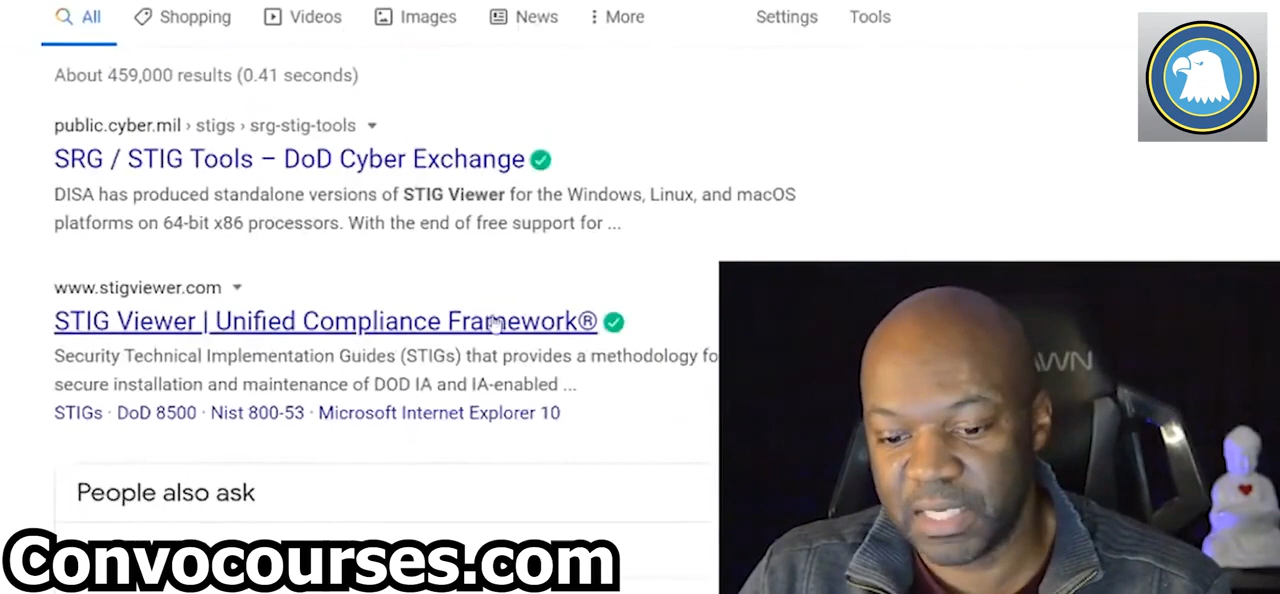 All Shopping Videos Images News More Settings Tools
About 459,000 results (0.41 seconds)
public.cyber.mil › stigs › srg-stig-tools
SRG / STIG Tools – DoD Cyber Exchange
DISA has produced standalone versions of STIG Viewer for the Windows, Linux, and macOS
platforms on 64-bit x86 processors. With the end of free support for ...
www.stigviewer.com
STIG Viewer | Unified Compliance Framework®
Security Technical Implementation Guides (STIGs) that provides a methodology fo
secure installation and maintenance of DOD IA and IA-enabled ...
STIGs · DoD 8500 · Nist 800-53 · Microsoft Internet Explorer 10
People also ask
Convocourses.com